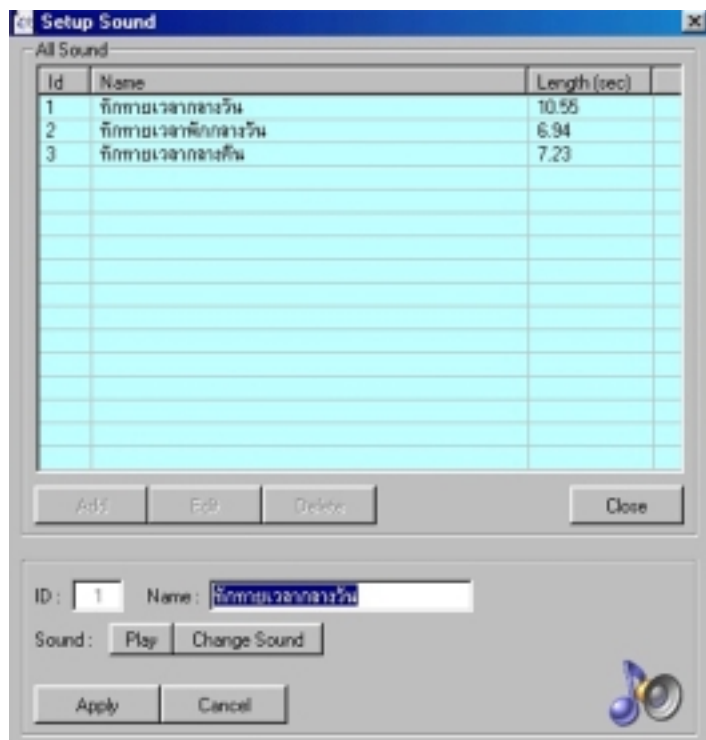 Setup Sound
All Sound
Id Name Length (sec)
1 ทักทายเวลากลางวัน 10.55
2 ทักทายเวลาพักกลางวัน 6.94
3 ทักทายเวลากลางคืน 7.23
Add Edit Delete Close
ID : 1 Name : ทักทายเวลากลางวัน
Sound : Play Change Sound
Apply Cancel